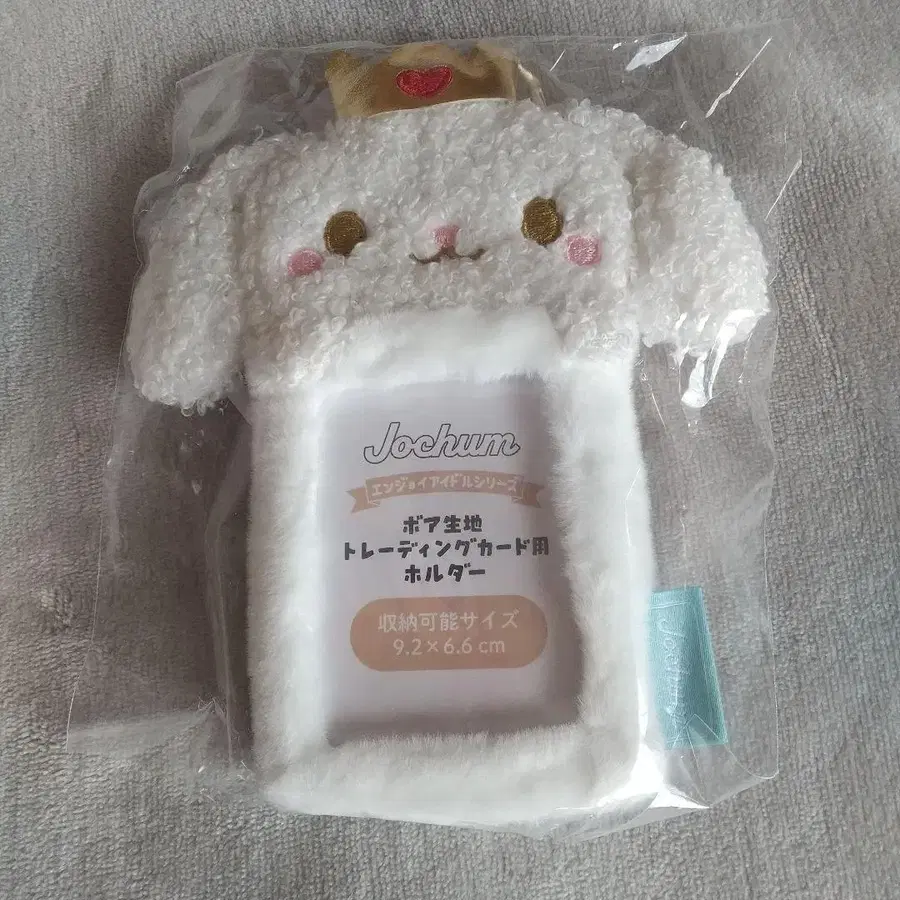 Jochum
エンジョイアイドルシリーズ
ボア生地
トレーディングカード用
ホルダー
収納可能サイズ
9.2×6.6cm
Jochum